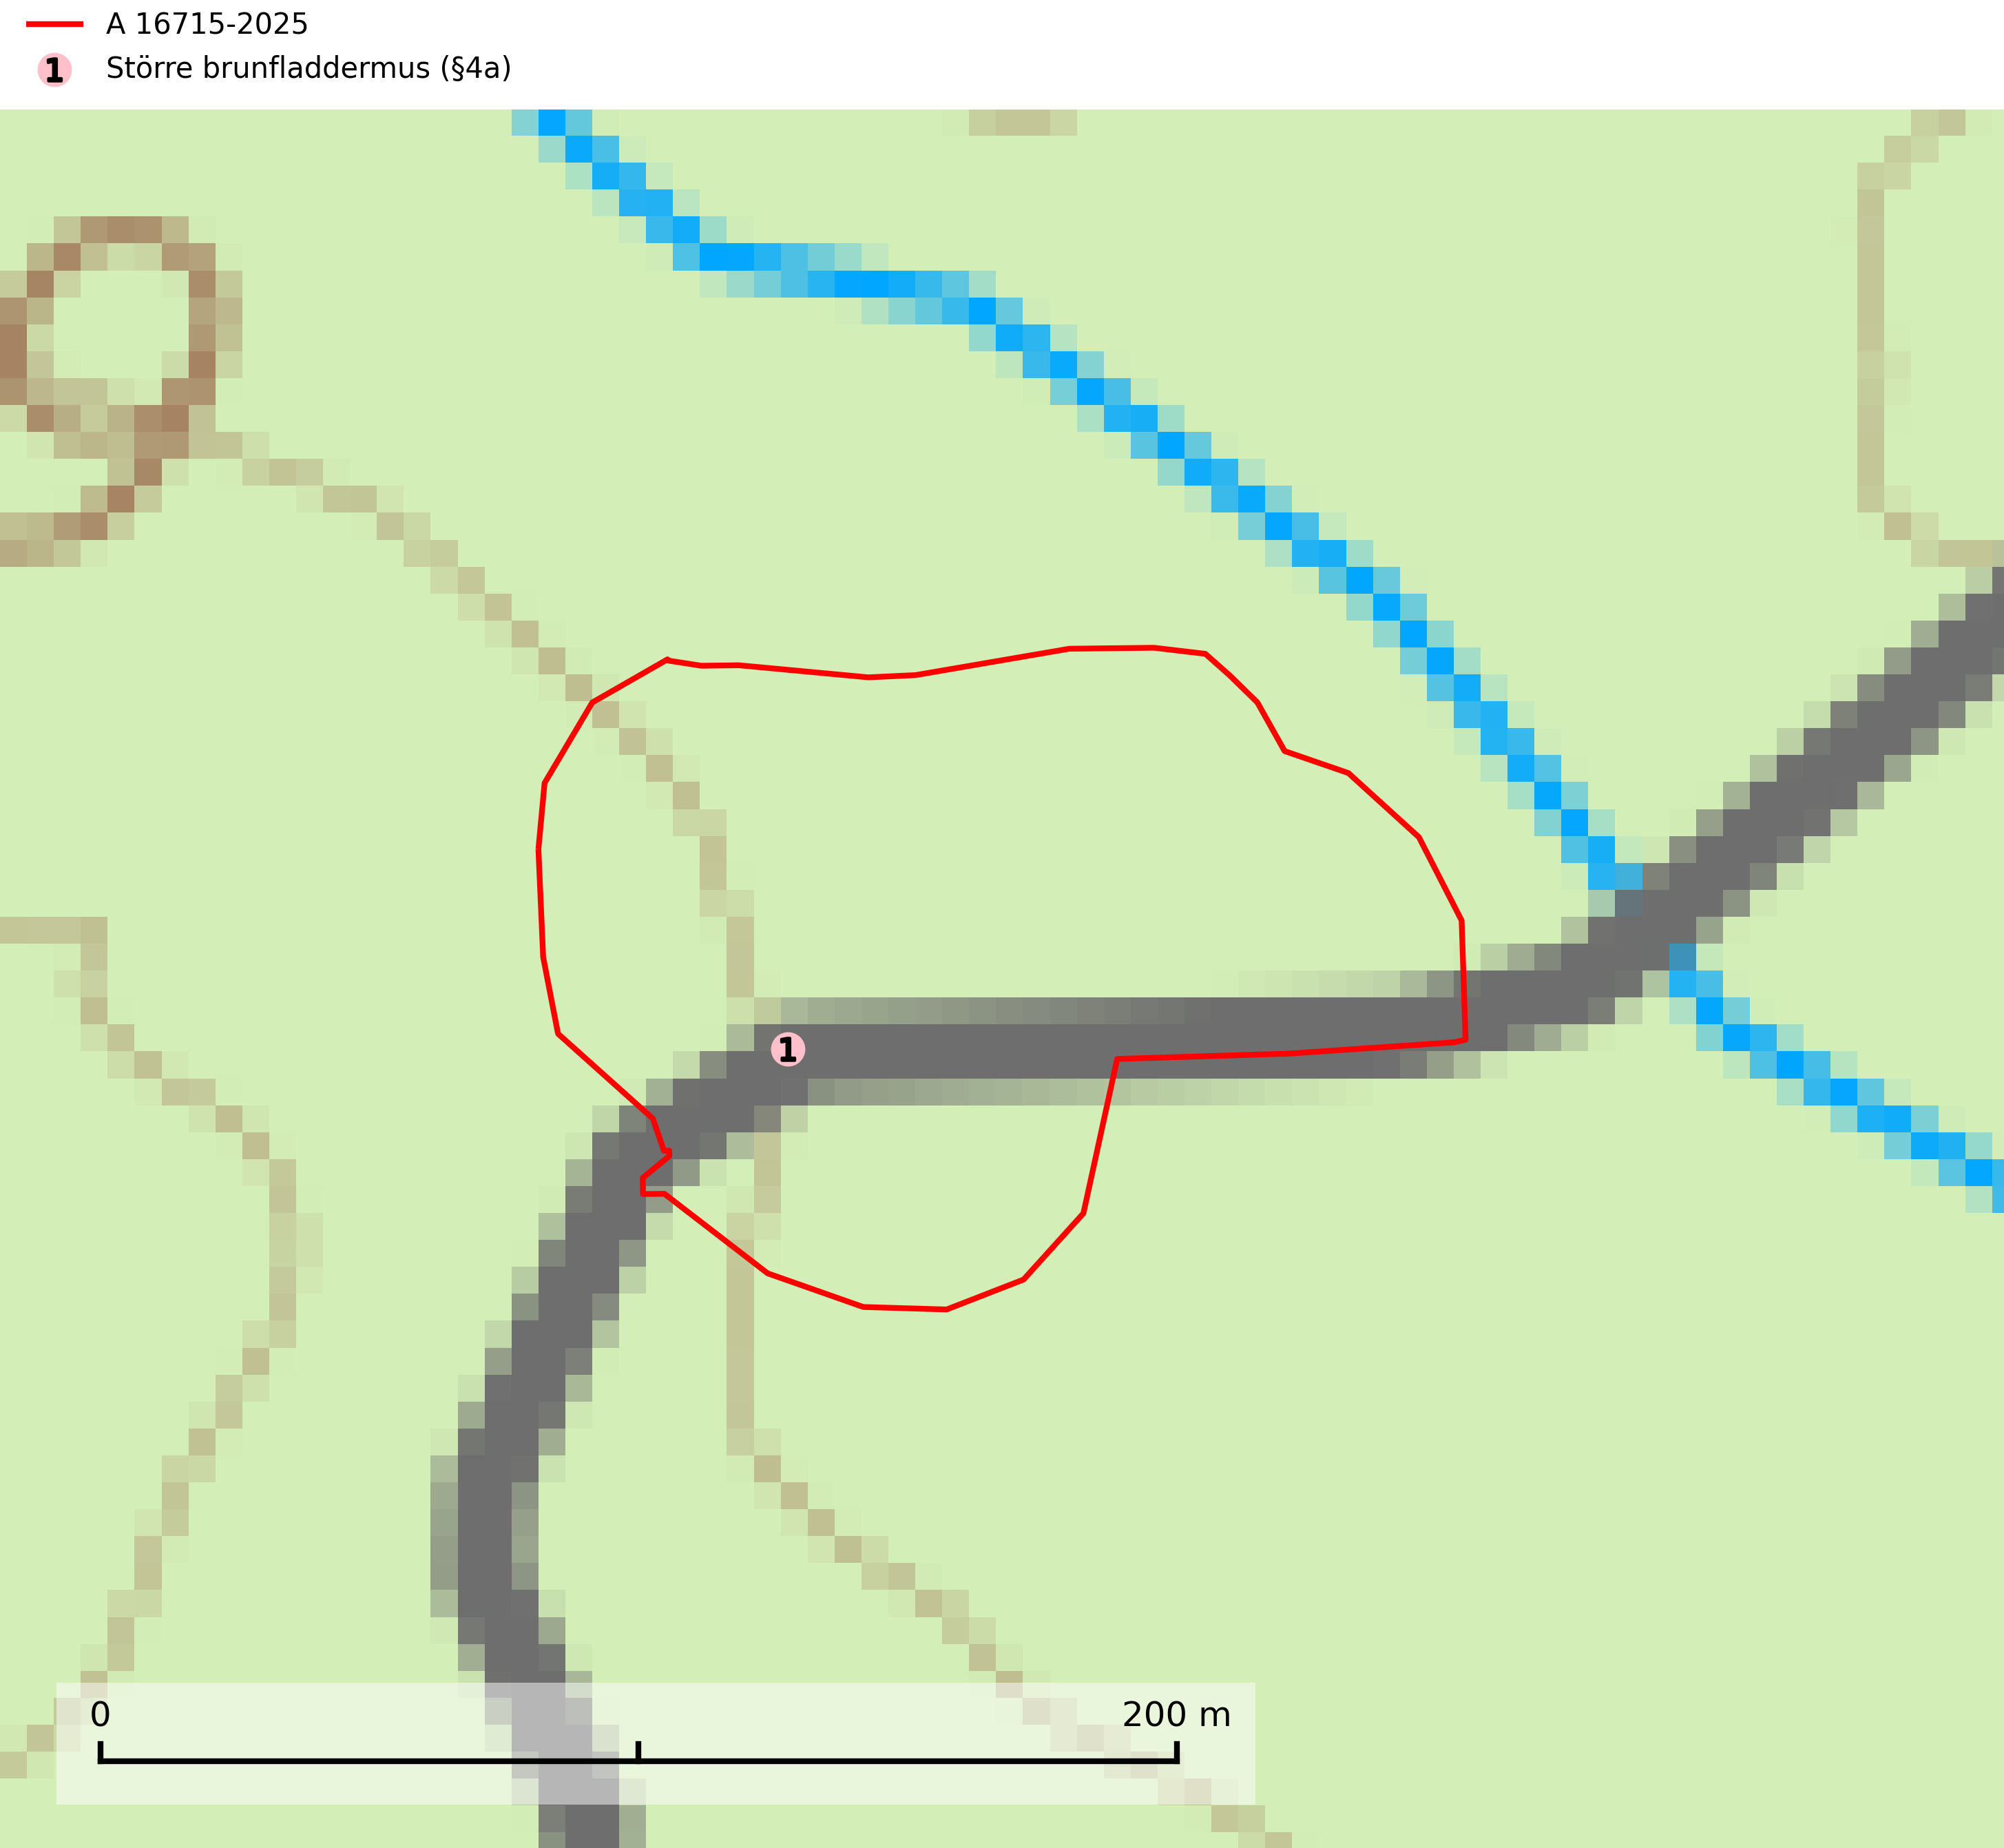 A 16715-2025
1 Större brunfladdermus (§4a)
1
0 200 m